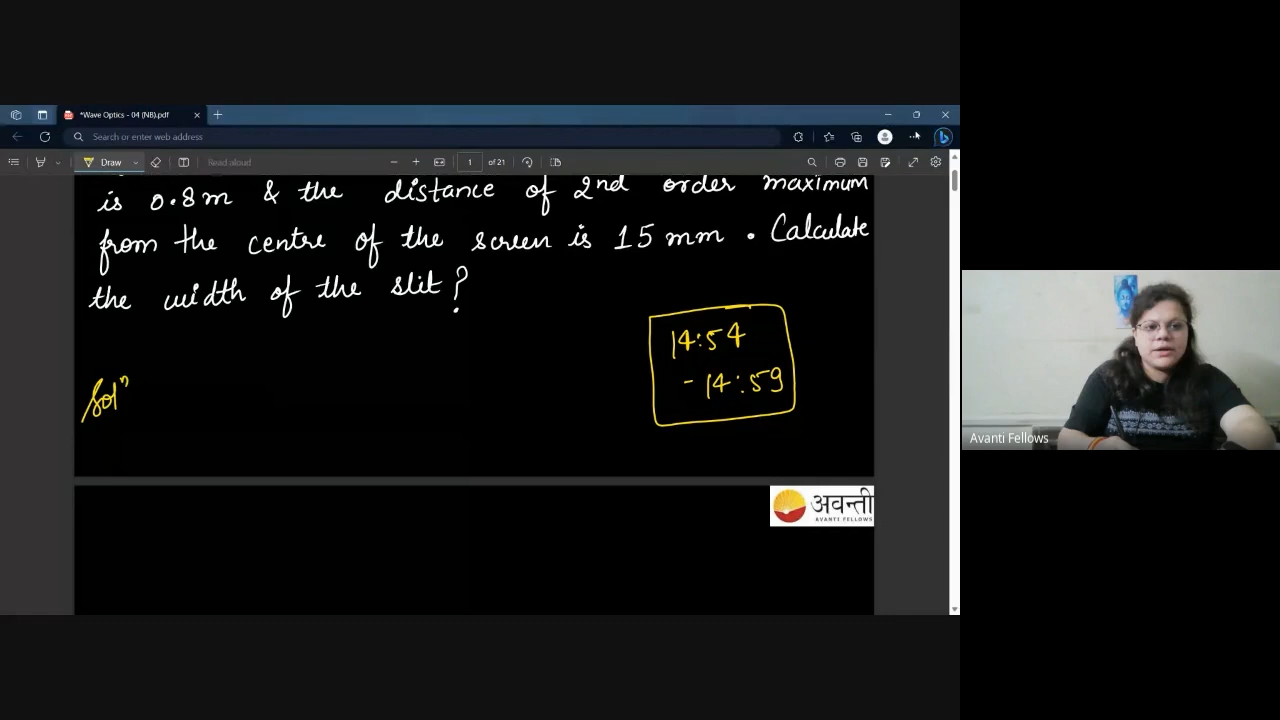 *Wave Optics - 04 (NB).pdf
Search or enter web address
Draw
Read aloud
1 of 21
is 0.8m & the distance of 2nd order maximum
from the centre of the screen is 15 mm . Calculate
the width of the slit ?
14:54
- 14:59
Solⁿ
अवन्ती
AVANTI FELLOWS
Avanti Fellows